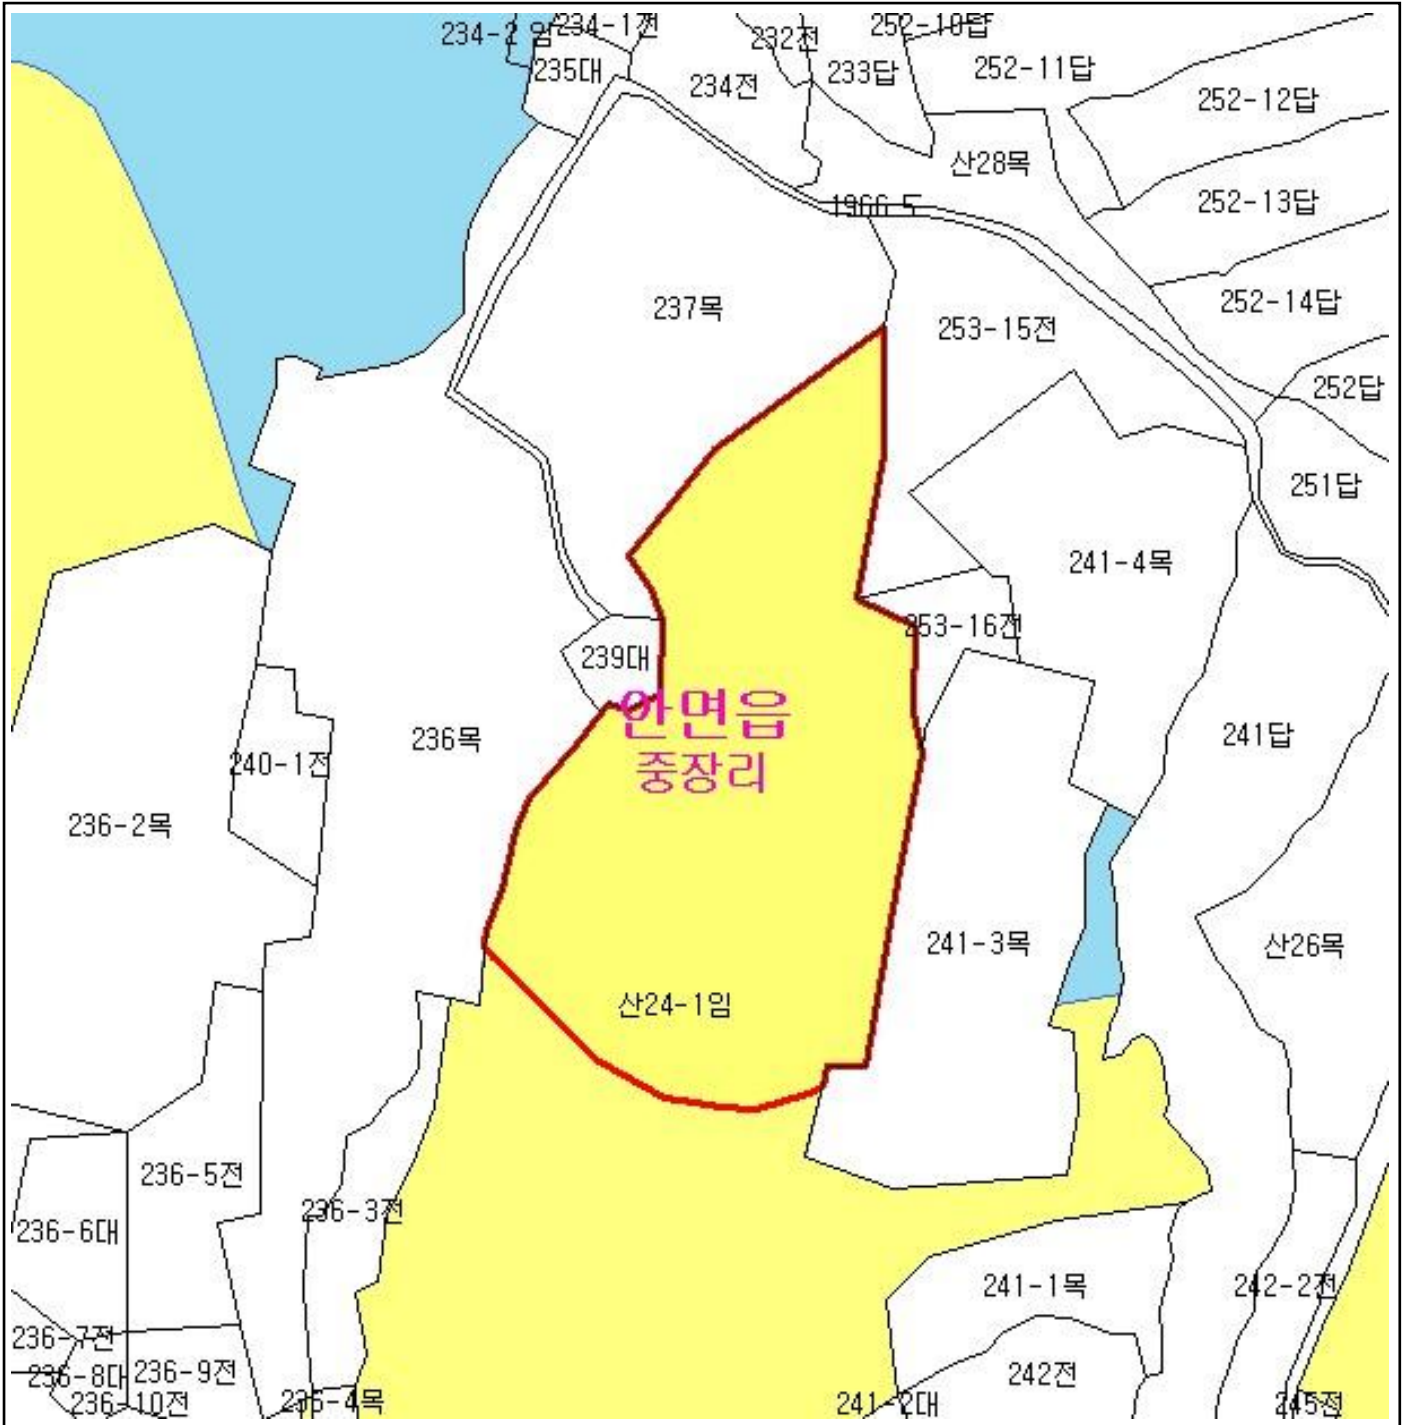 234-2 임
234-1전
232전
252-10답
235대
234전
233답
252-11답
252-12답
산28목
252-13답
1966-5
237목
253-15전
252-14답
252답
251답
241-4목
253-16전
239대
안면읍
중장리
236목
240-1전
241답
236-2목
241-3목
산26목
산24-1임
236-5전
236-3전
236-6대
241-1목
242-2전
236-7전
236-8대
236-9전
242전
236-10전
236-4목
241-2대
245전